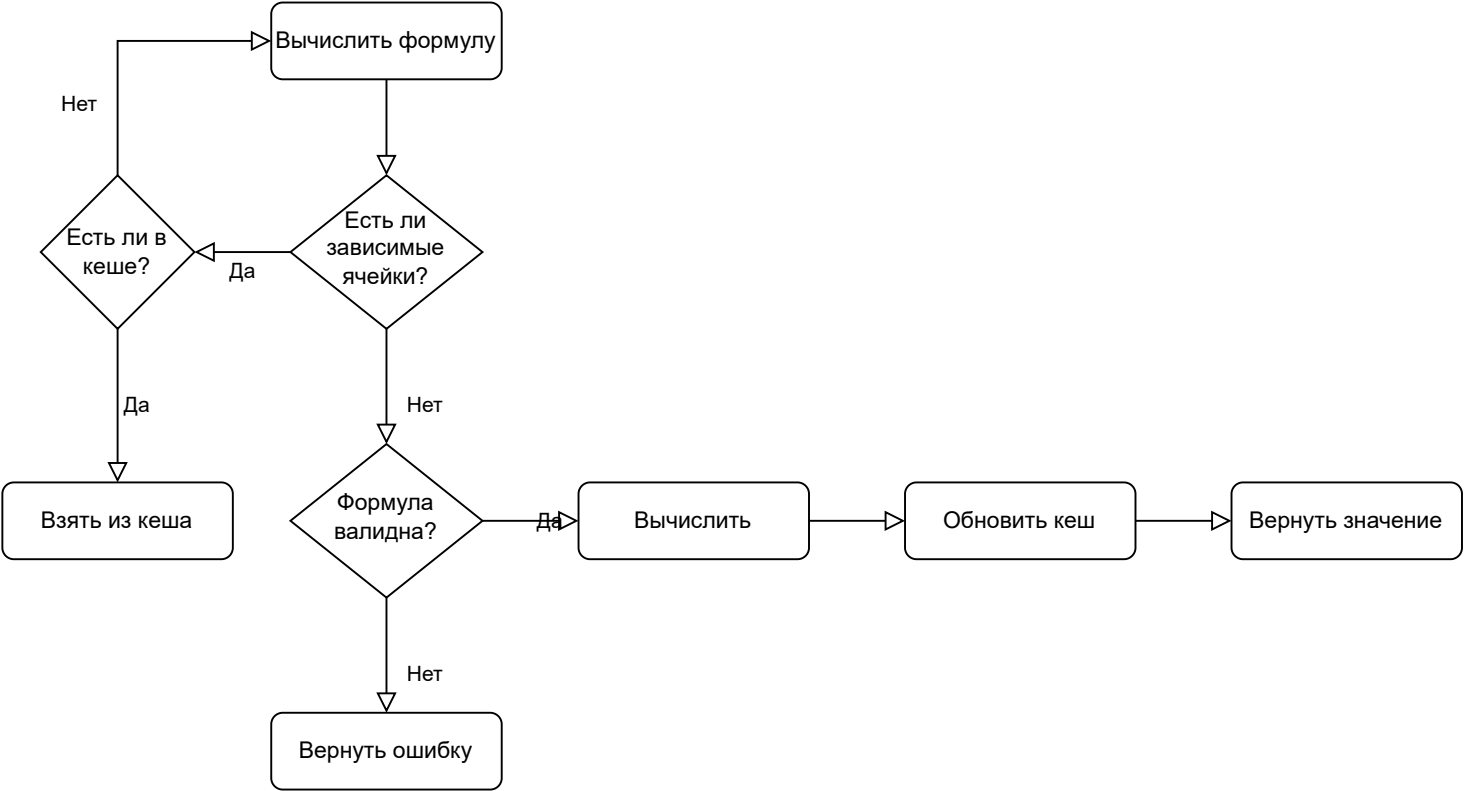 Вычислить формулу
Нет
Есть ли
зависимые
ячейки?
Есть ли в
кеше?
Да
Да
Нет
Формула
валидна?
Да
Взять из кеша
Вычислить
Обновить кеш
Вернуть значение
Нет
Вернуть ошибку